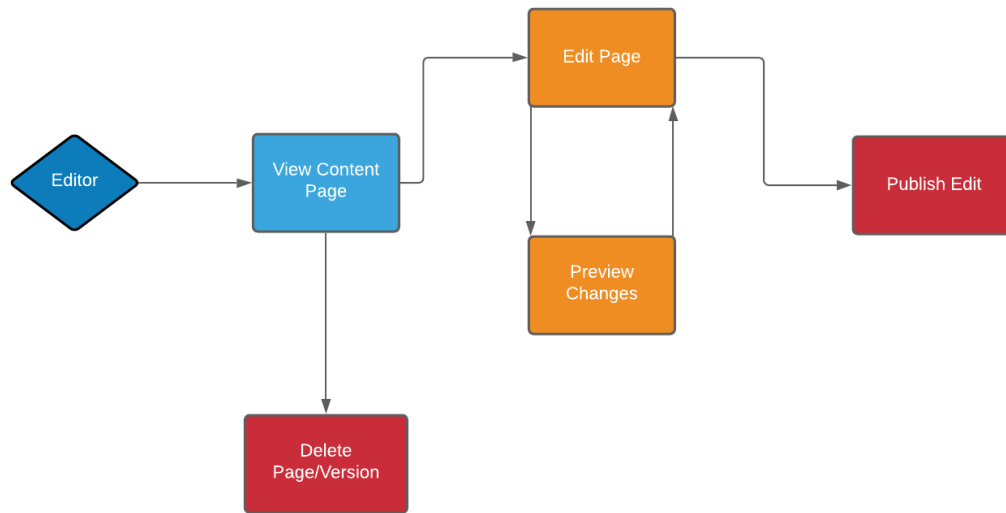 Edit Page
Editor
View Content
Page
Publish Edit
Preview
Changes
Delete
Page/Version